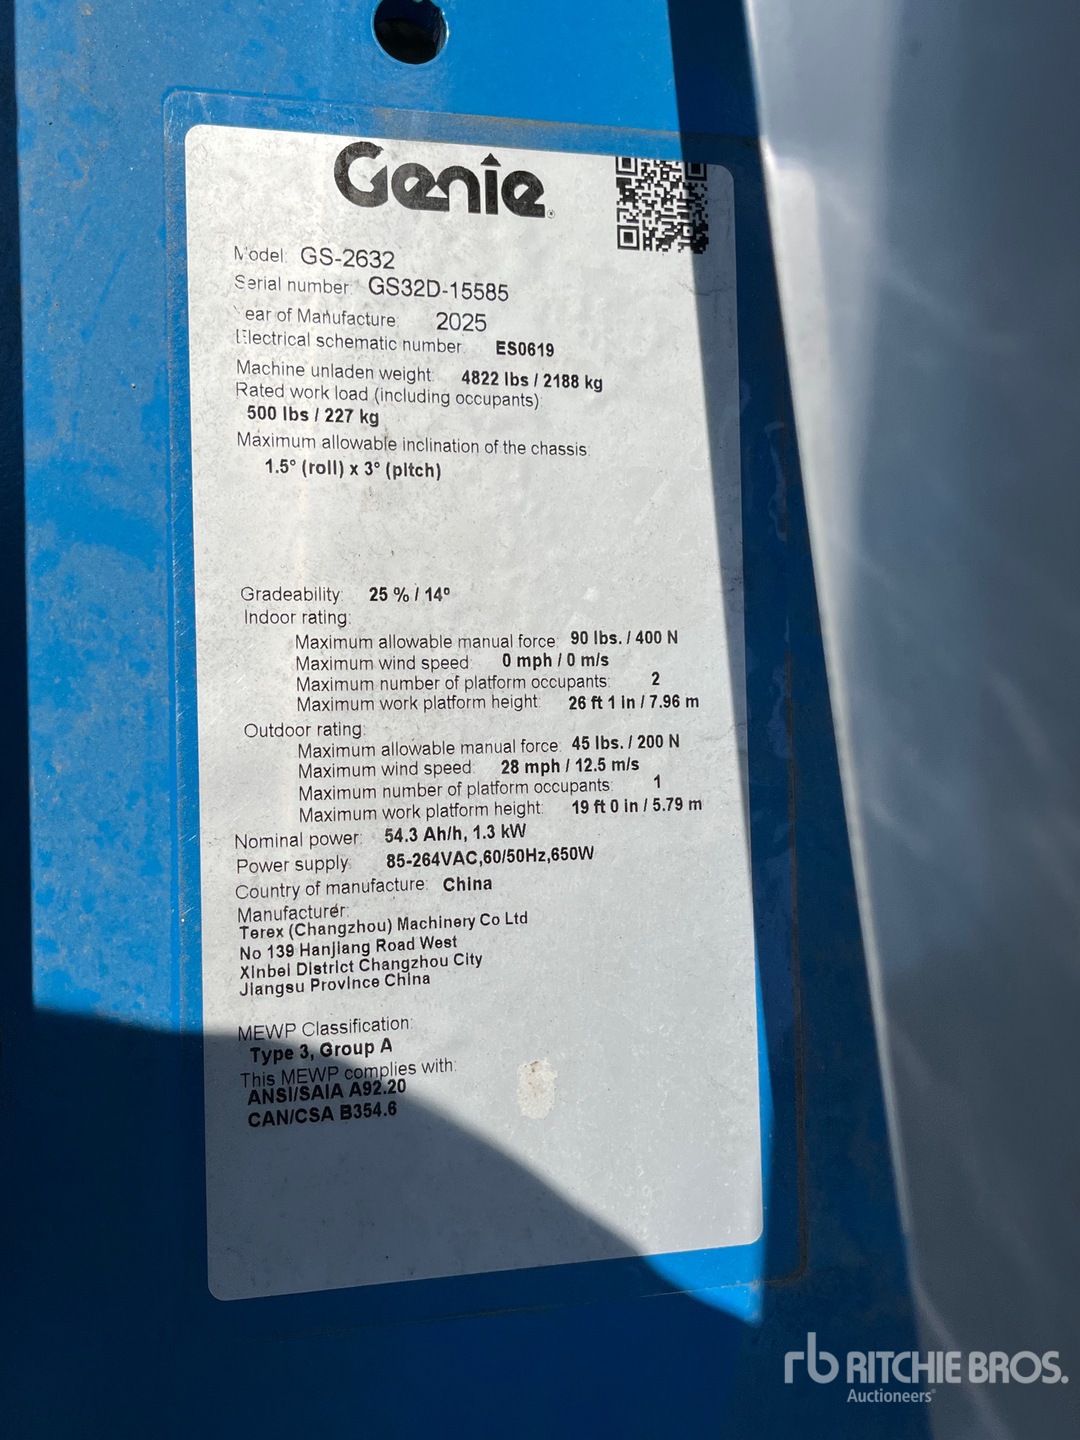 Genie
Model: GS-2632
Serial number: GS32D-15585
Year of Manufacture: 2025
Electrical schematic number: ES0619
Machine unladen weight: 4822 lbs / 2188 kg
Rated work load (including occupants):
500 lbs / 227 kg
Maximum allowable inclination of the chassis:
1.5° (roll) x 3° (pitch)
Gradeability: 25 % / 14º
Indoor rating:
Maximum allowable manual force: 90 lbs. / 400 N
Maximum wind speed: 0 mph / 0 m/s
Maximum number of platform occupants: 2
Maximum work platform height: 26 ft 1 in / 7.96 m
Outdoor rating:
Maximum allowable manual force: 45 lbs. / 200 N
Maximum wind speed: 28 mph / 12.5 m/s
Maximum number of platform occupants: 1
Maximum work platform height: 19 ft 0 in / 5.79 m
Nominal power: 54.3 Ah/h, 1.3 kW
Power supply: 85-264VAC,60/50Hz,650W
Country of manufacture: China
Manufacturer:
Terex (Changzhou) Machinery Co Ltd
No 139 Hanjiang Road West
Xinbei District Changzhou City
Jiangsu Province China
MEWP Classification:
Type 3, Group A
This MEWP complies with:
ANSI/SAIA A92.20
CAN/CSA B354.6
rb RITCHIE BROS.
Auctioneers